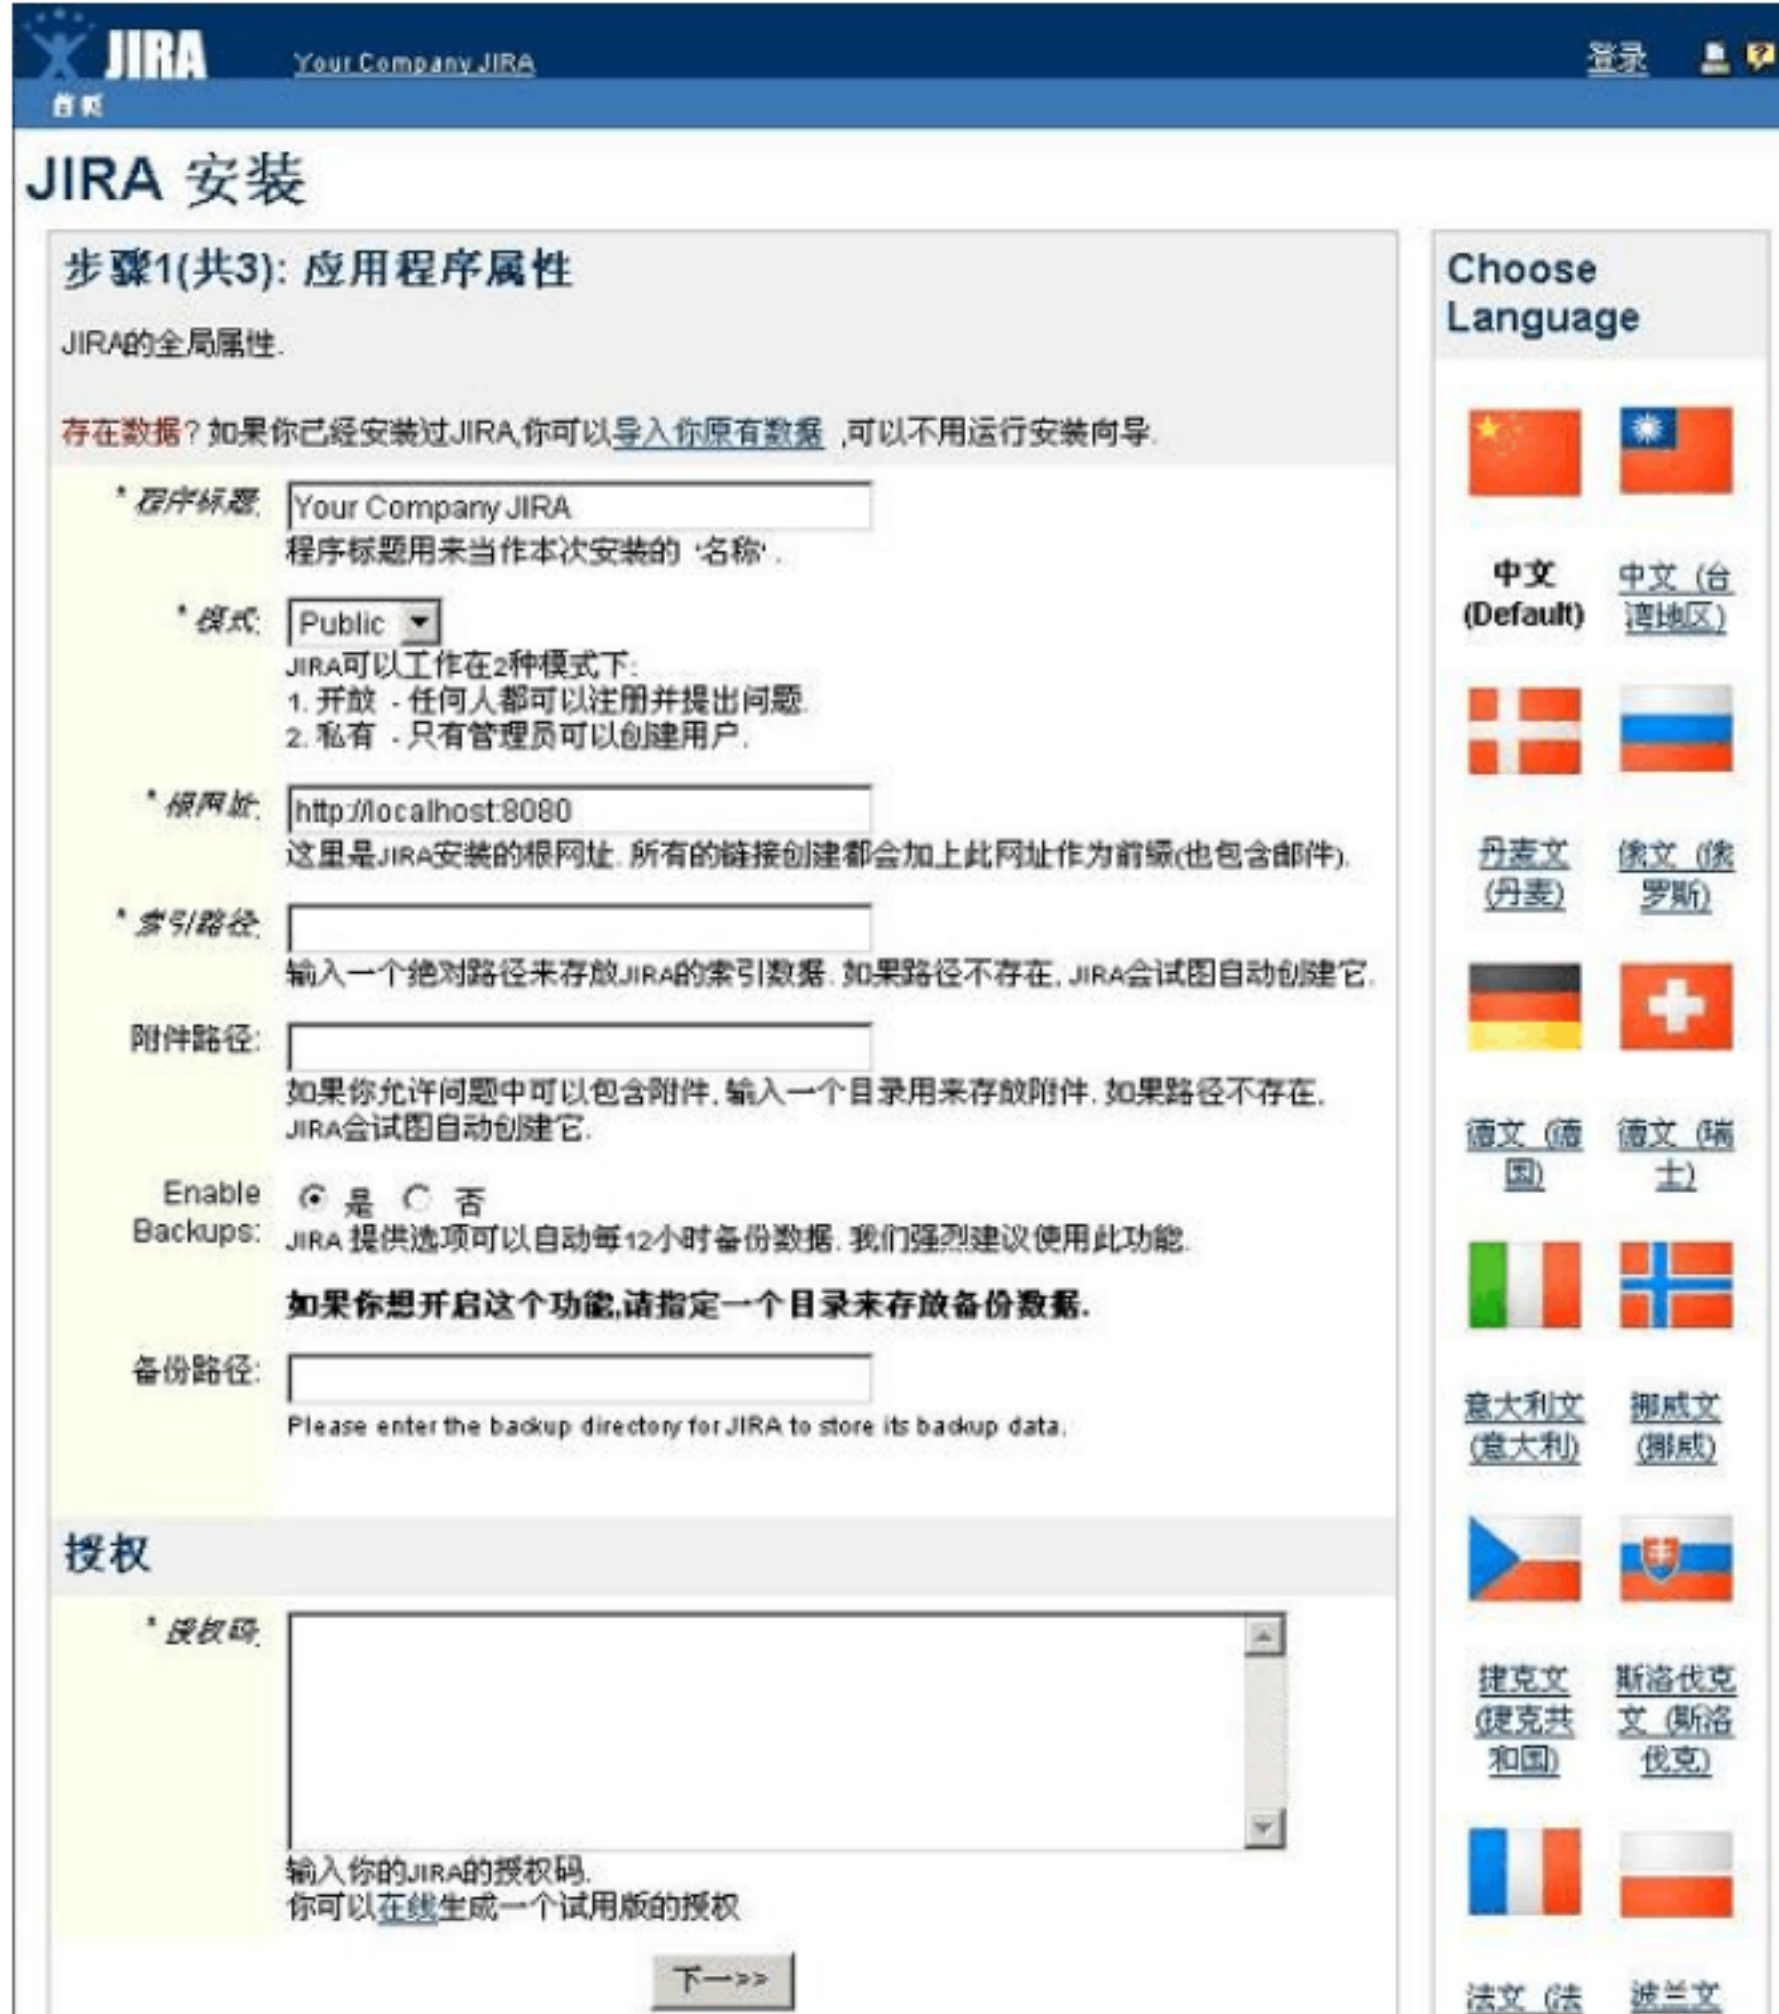 JIRA
Your Company JIRA
登录
首页
JIRA 安装
步骤1(共3): 应用程序属性
JIRA的全局属性.
存在数据? 如果你已经安装过JIRA,你可以导入你原有数据 ,可以不用运行安装向导.
* 程序标题:
Your Company JIRA
程序标题用来当作本次安装的 '名称' .
* 模式:
Public
JIRA可以工作在2种模式下:
1. 开放 - 任何人都可以注册并提出问题.
2. 私有 - 只有管理员可以创建用户.
* 根网址:
http://localhost:8080
这里是JIRA安装的根网址. 所有的链接创建都会加上此网址作为前缀(也包含邮件).
* 索引路径:
输入一个绝对路径来存放JIRA的索引数据. 如果路径不存在, JIRA会试图自动创建它.
附件路径:
如果你允许问题中可以包含附件, 输入一个目录用来存放附件. 如果路径不存在,
JIRA会试图自动创建它.
Enable
Backups:
是 否
JIRA 提供选项可以自动每12小时备份数据. 我们强烈建议使用此功能.
如果你想开启这个功能,请指定一个目录来存放备份数据.
备份路径:
Please enter the backup directory for JIRA to store its backup data.
授权
* 授权码:
输入你的JIRA的授权码.
你可以在线生成一个试用版的授权
下一>>
Choose
Language
中文
(Default)
中文 (台
湾地区)
丹麦文
(丹麦)
俄文 (俄
罗斯)
德文 (德
国)
德文 (瑞
士)
意大利文
(意大利)
挪威文
(挪威)
捷克文
(捷克共
和国)
斯洛伐克
文 (斯洛
伐克)
法文 (法
波兰文